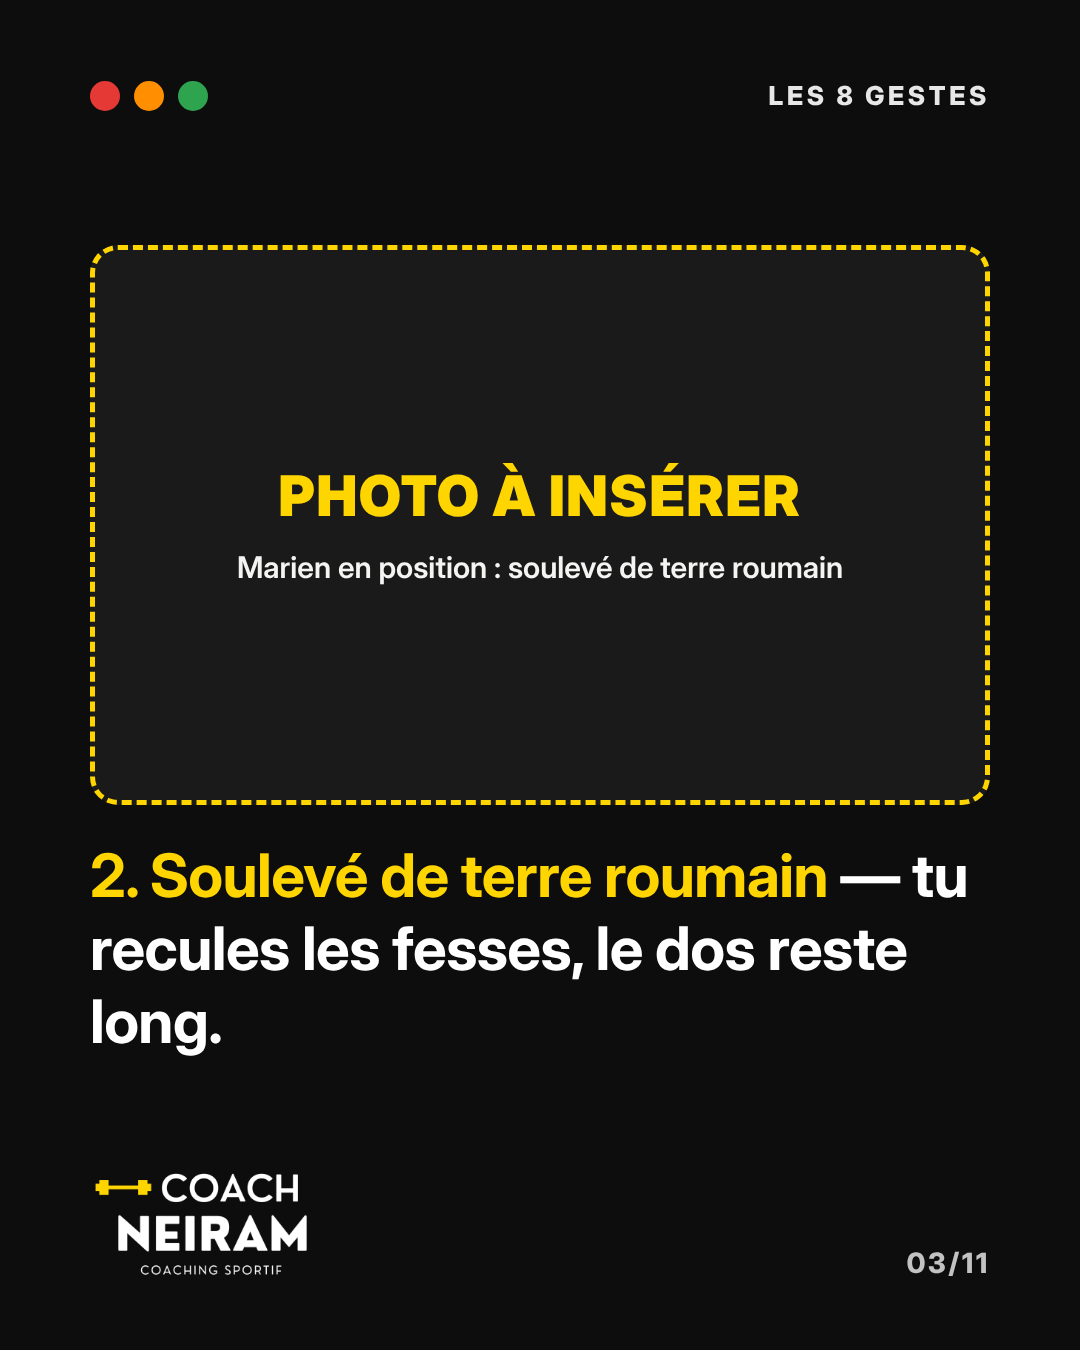 LES 8 GESTES
PHOTO À INSÉRER
Marien en position : soulevé de terre roumain
2. Soulevé de terre roumain — tu
recules les fesses, le dos reste
long.
COACH
NEIRAM
COACHING SPORTIF
03/11